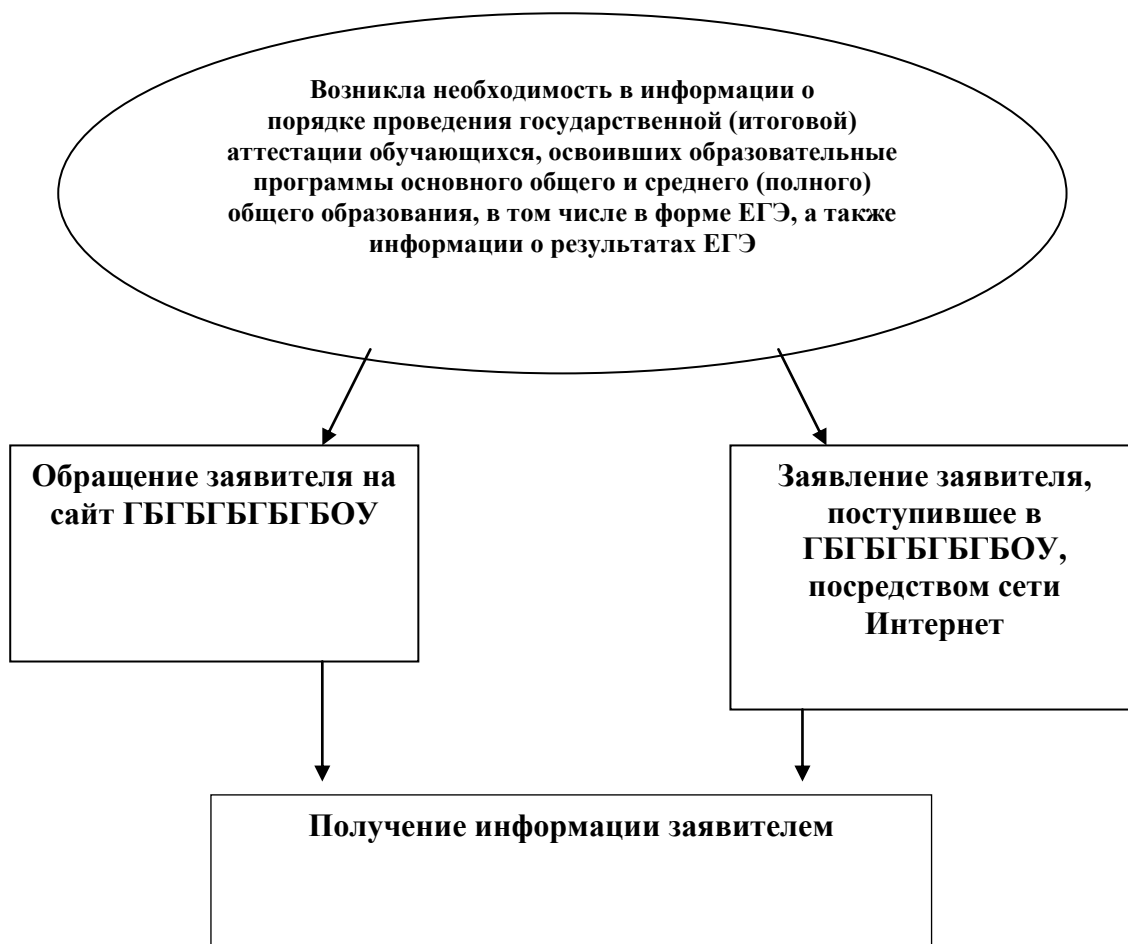 Возникла необходимость в информации о
порядке проведения государственной (итоговой)
аттестации обучающихся, освоивших образовательные
программы основного общего и среднего (полного)
общего образования, в том числе в форме ЕГЭ, а также
информации о результатах ЕГЭ
Обращение заявителя на
сайт ГБГБГБГБГБОУ
Заявление заявителя,
поступившее в
ГБГБГБГБГБОУ,
посредством сети
Интернет
Получение информации заявителем